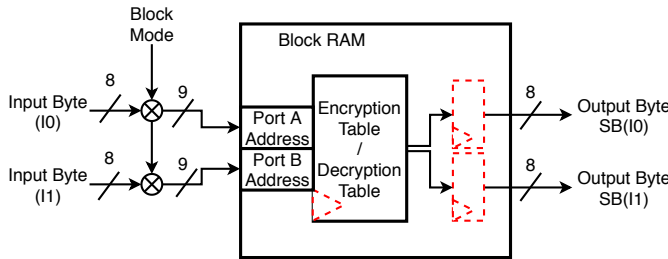 Block
Mode
Block RAM
8
9
8
Input Byte
(I0)
Port A
Address
Encryption
Table
/
Decryption
Table
Output Byte
SB(I0)
8
9
8
Input Byte
(I1)
Port B
Address
Output Byte
SB(I1)